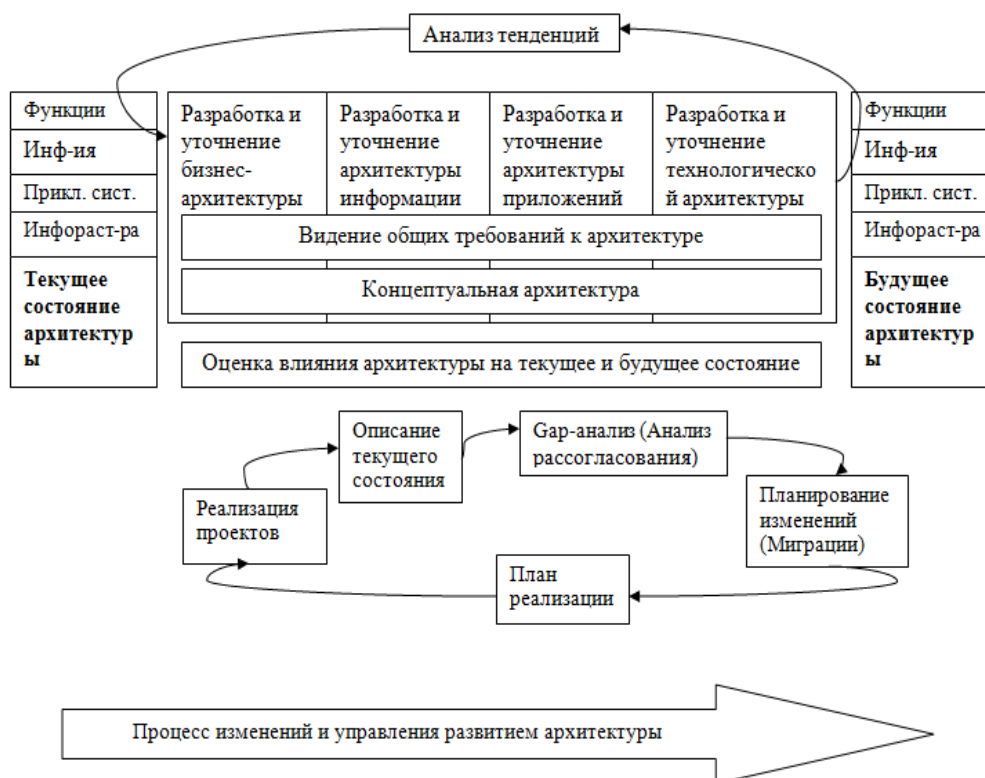 Анализ тенденций
Функции
Инф-ия
Прикл. сист.
Инфораст-ра
Текущее
состояние
архитектур
ы
Разработка и
уточнение
бизнес-
архитектуры
Разработка и
уточнение
архитектуры
информации
Разработка и
уточнение
архитектуры
приложений
Разработка и
уточнение
технологическо
й архитектуры
Видение общих требований к архитектуре
Концептуальная архитектура
Оценка влияния архитектуры на текущее и будущее состояние
Функции
Инф-ия
Прикл. сист.
Инфораст-ра
Будущее
состояние
архитектур
ы
Описание
текущего
состояния
Gap-анализ (Анализ
рассогласования)
Реализация
проектов
Планирование
изменений
(Миграции)
План
реализации
Процесс изменений и управления развитием архитектуры